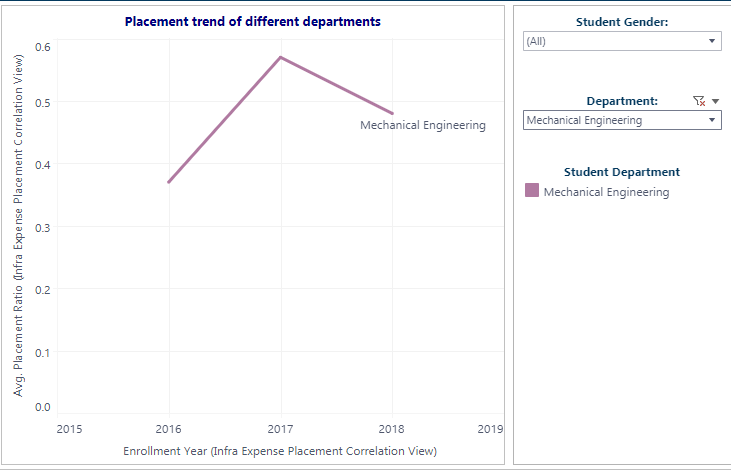 Placement trend of different departments
Avg. Placement Ratio (Infra Expense Placement Correlation View)
0.6
0.5
0.4
0.3
0.2
0.1
0.0
Mechanical Engineering
2015 2016 2017 2018 2019
Enrollment Year (Infra Expense Placement Correlation View)
Student Gender:
(All)
Department:
Mechanical Engineering
Student Department
Mechanical Engineering